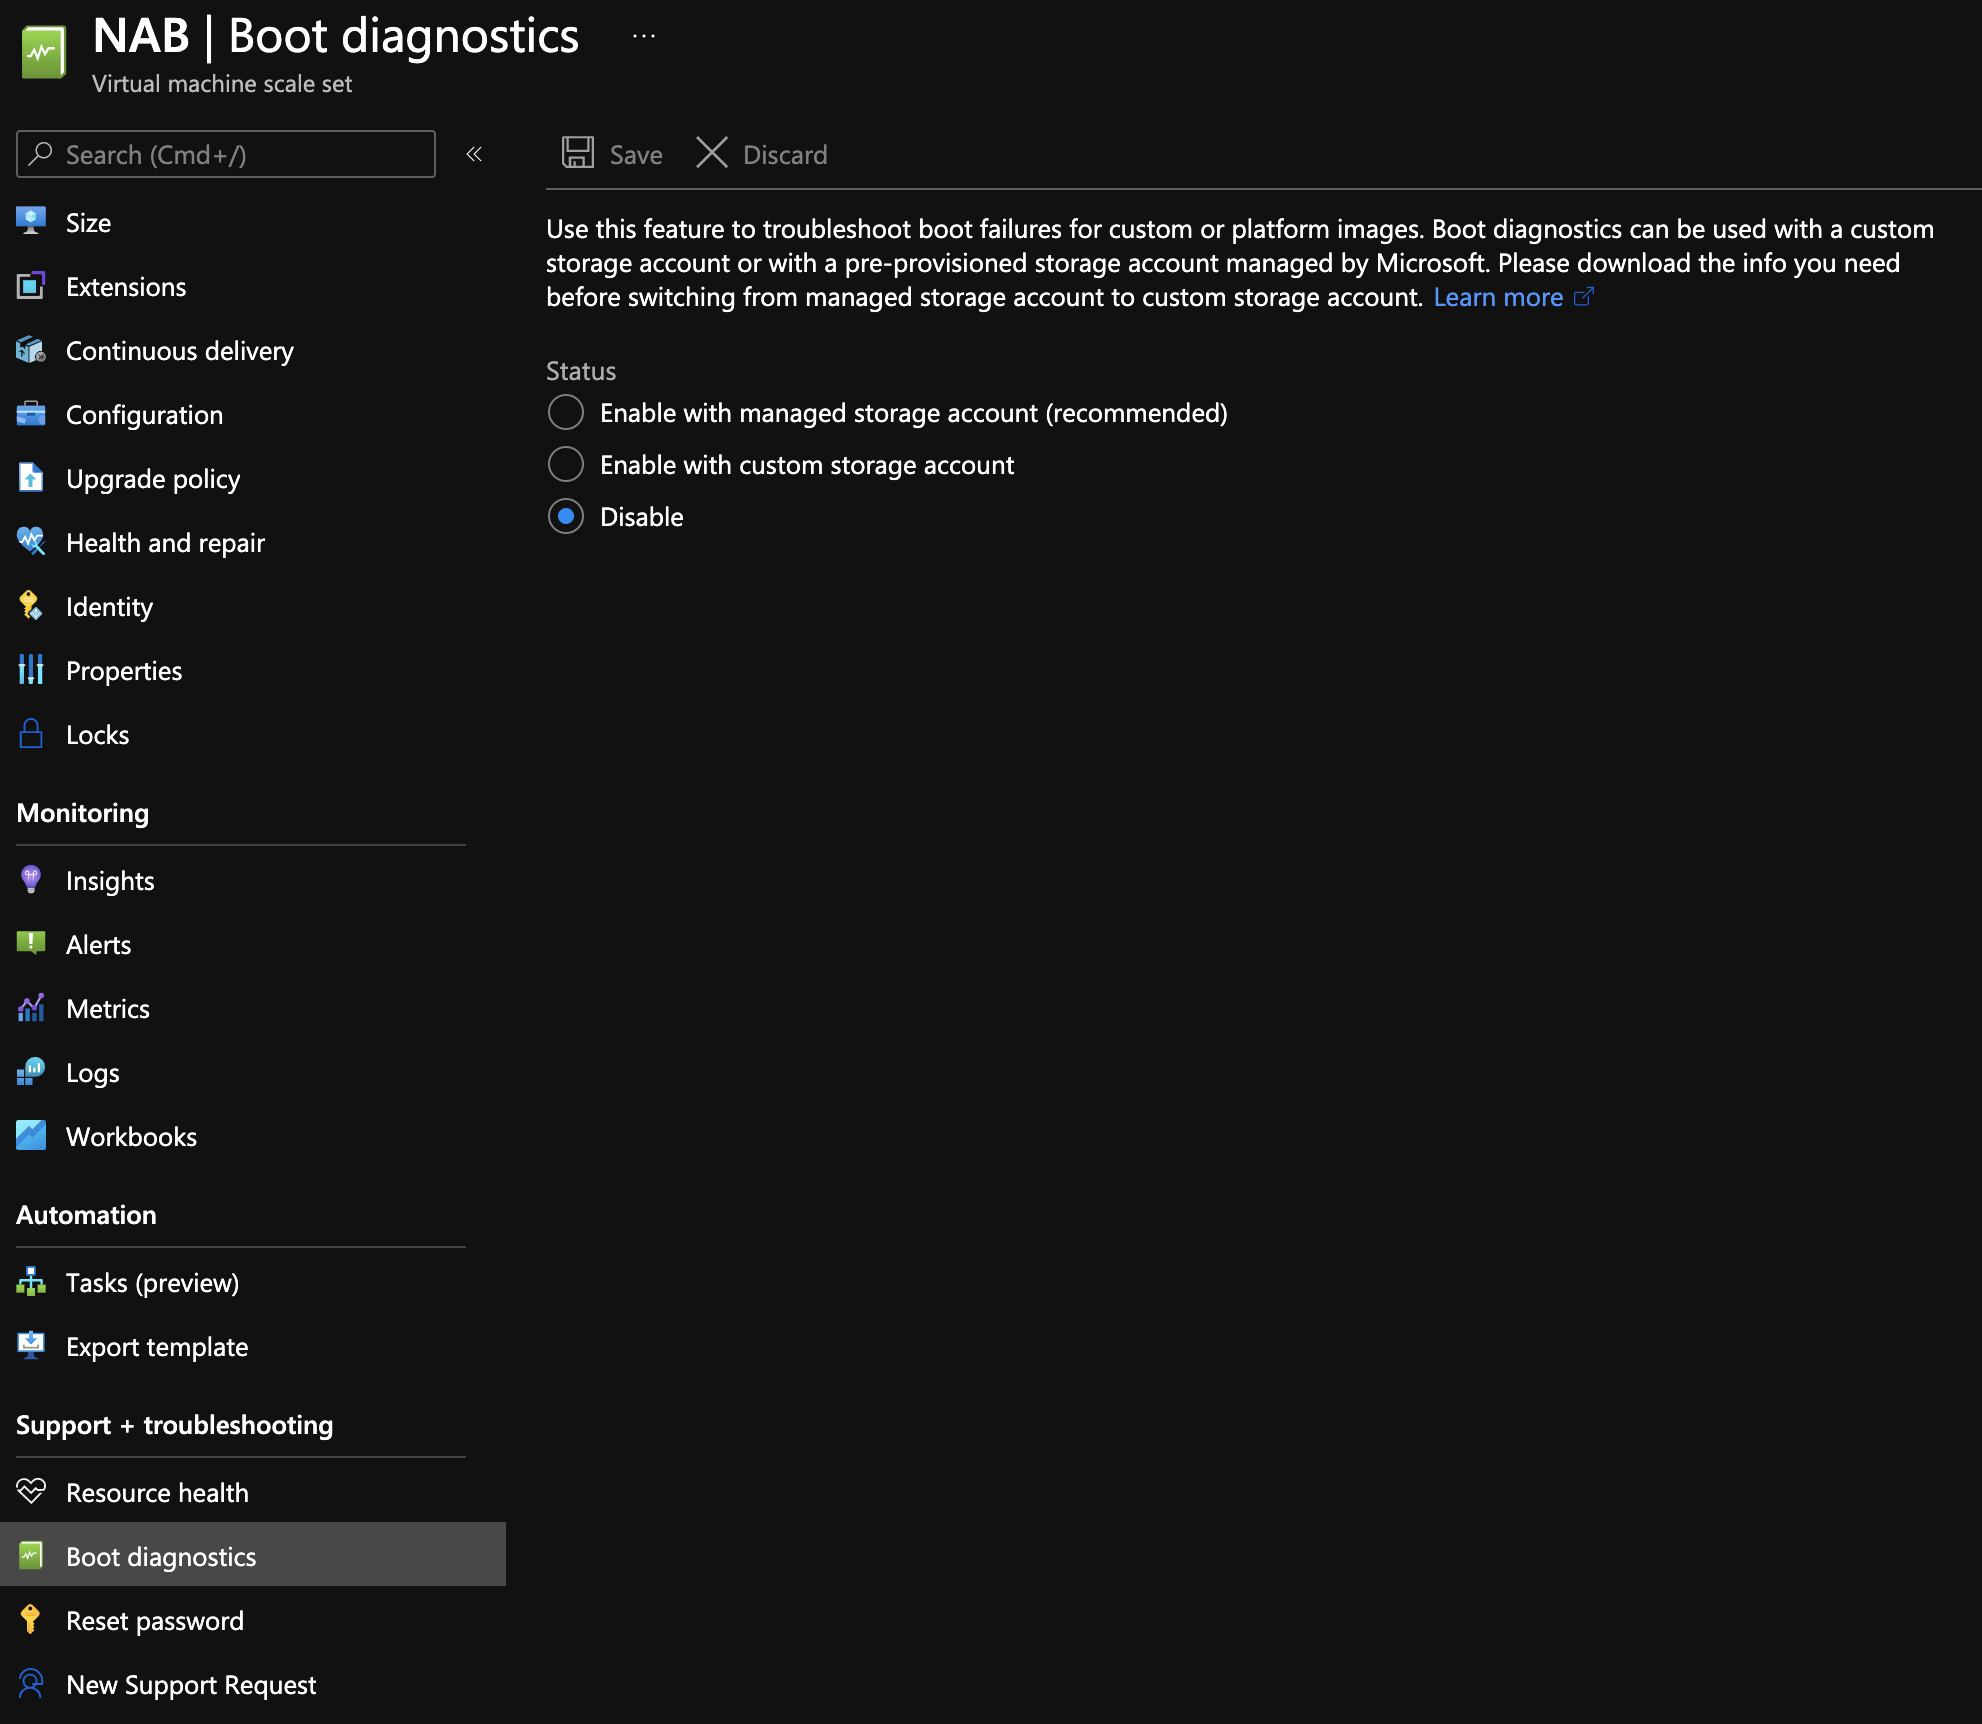 NAB | Boot diagnostics ...
Virtual machine scale set
Search (Cmd+/)
«
Size
Extensions
Continuous delivery
Configuration
Upgrade policy
Health and repair
Identity
Properties
Locks
Monitoring
Insights
Alerts
Metrics
Logs
Workbooks
Automation
Tasks (preview)
Export template
Support + troubleshooting
Resource health
Boot diagnostics
Reset password
New Support Request
Save Discard
Use this feature to troubleshoot boot failures for custom or platform images. Boot diagnostics can be used with a custom
storage account or with a pre-provisioned storage account managed by Microsoft. Please download the info you need
before switching from managed storage account to custom storage account. Learn more
Status
Enable with managed storage account (recommended)
Enable with custom storage account
Disable